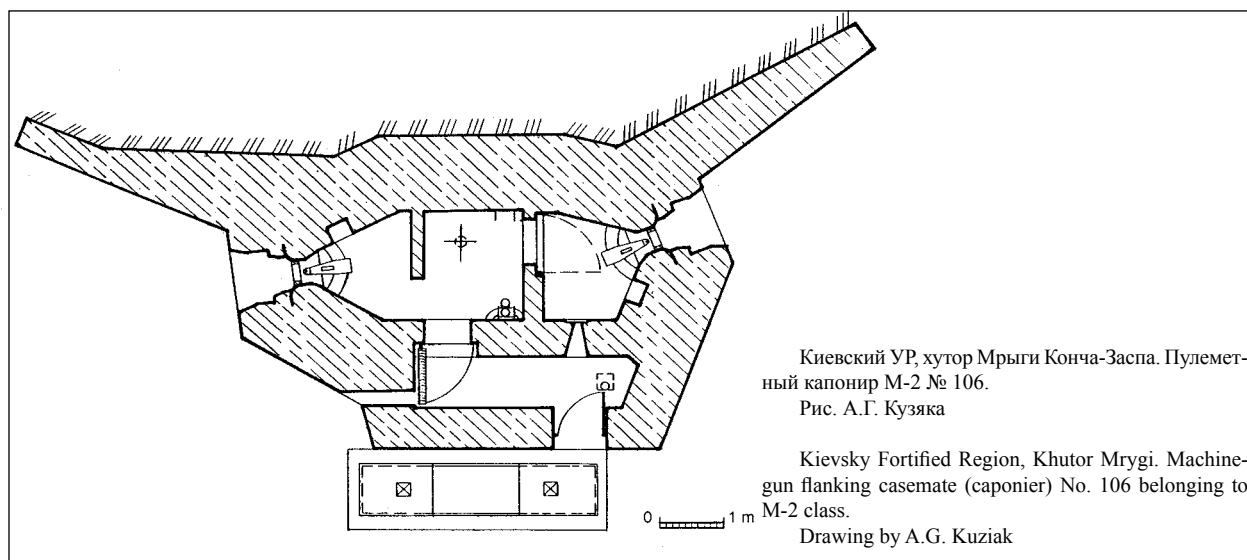 Киевский УР, хутор Мрыги Конча-Заспа. Пулемет-
ный капонир М-2 № 106.
Рис. А.Г. Кузяка
Kievsky Fortified Region, Khutor Mrygi. Machine-
gun flanking casemate (caponier) No. 106 belonging to
M-2 class.
Drawing by A.G. Kuziak
0 1 m